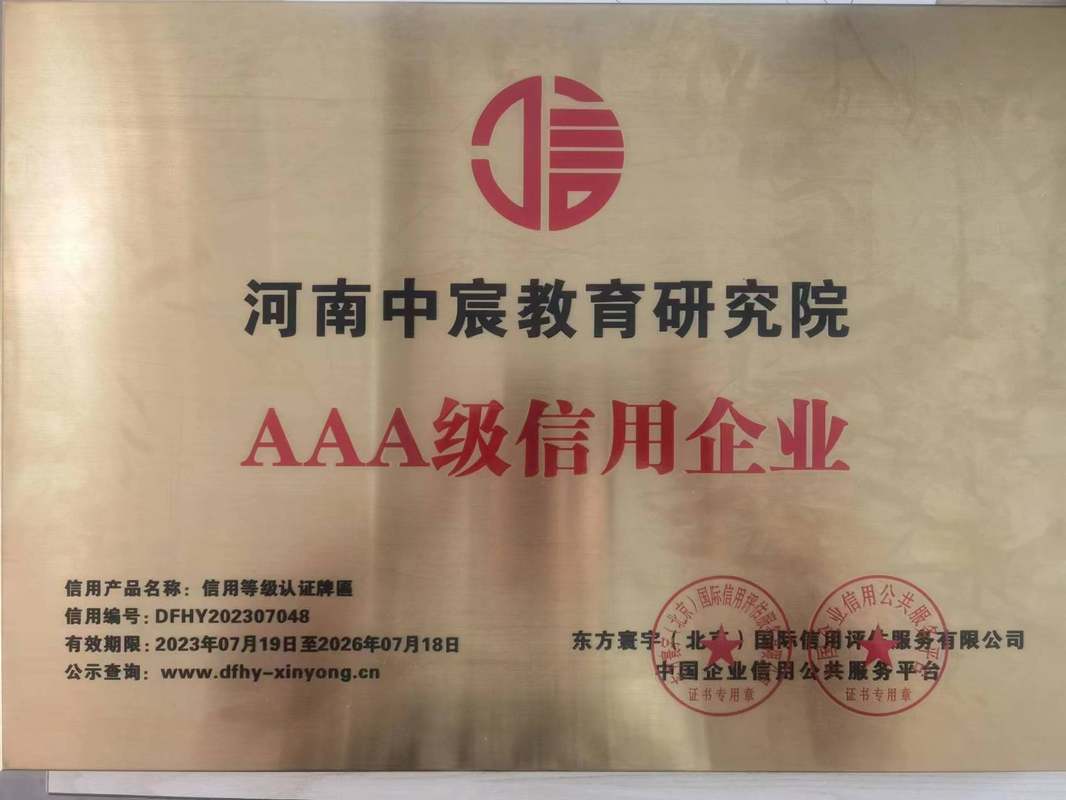 信
河南中宸教育研究院
AAA级信用企业
信用产品名称：信用等级认证牌匾
信用编号：DFHY202307048
有效期限：2023年07月19日至2026年07月18日
公示查询：www.dfhy-xinyong.cn
东方寰宇（北京）国际信用评估服务有限公司
中国企业信用公共服务平台
证书专用章
证书专用章